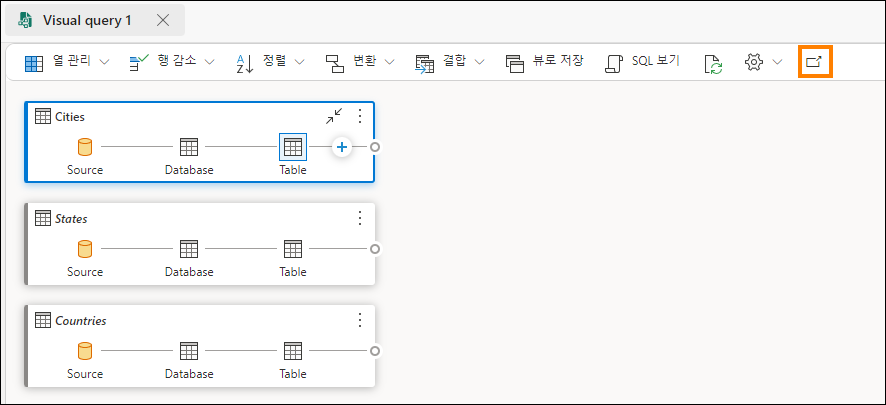 Visual query 1
열 관리 행 감소 정렬 변환 결합 뷰로 저장 SQL 보기
Cities
Source Database Table
States
Source Database Table
Countries
Source Database Table